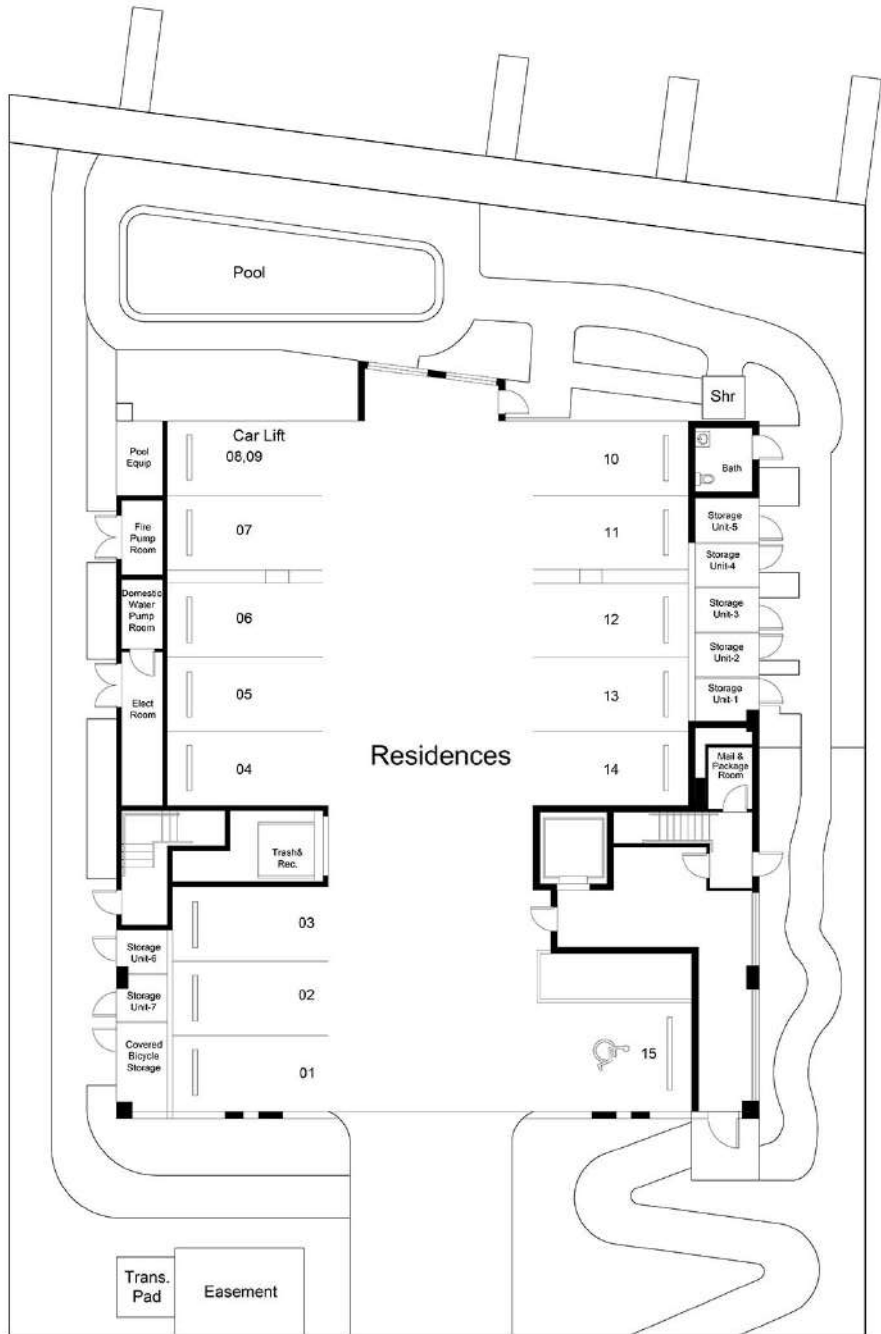 Pool
Shr
Car Lift
08,09
10
Pool
Equip
Bath
07
11
Fire
Pump
Room
Storage
Unit-5
Storage
Unit-4
Domestic
Water
Pump
Room
06
12
Storage
Unit-3
Storage
Unit-2
05
13
Elect
Room
Storage
Unit-1
Residences
04
14
Mail &
Package
Room
Trash&
Rec.
03
Storage
Unit-6
02
Storage
Unit-7
Covered
Bicycle
Storage
01
15
Trans.
Pad
Easement